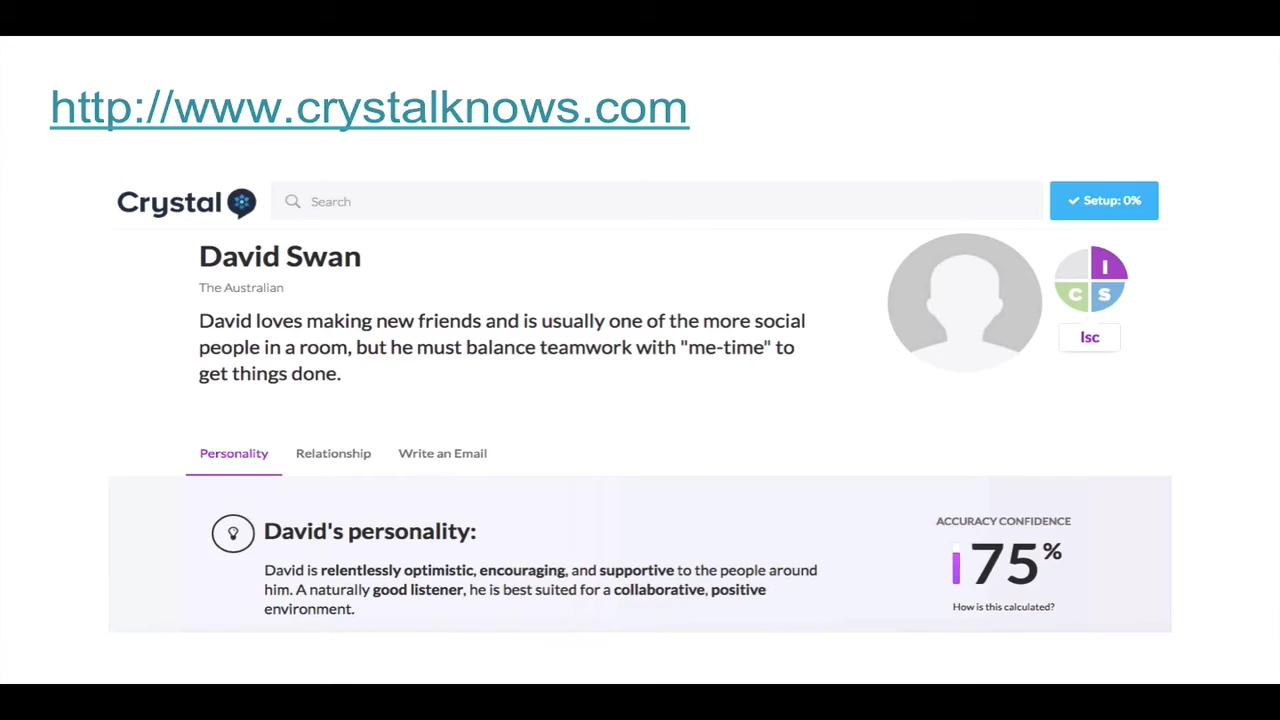 http://www.crystalknows.com
Crystal
Search
Setup: 0%
David Swan
The Australian
David loves making new friends and is usually one of the more social
people in a room, but he must balance teamwork with "me-time" to
get things done.
I
C S
Isc
Personality Relationship Write an Email
David's personality:
David is relentlessly optimistic, encouraging, and supportive to the people around
him. A naturally good listener, he is best suited for a collaborative, positive
environment.
ACCURACY CONFIDENCE
75%
How is this calculated?